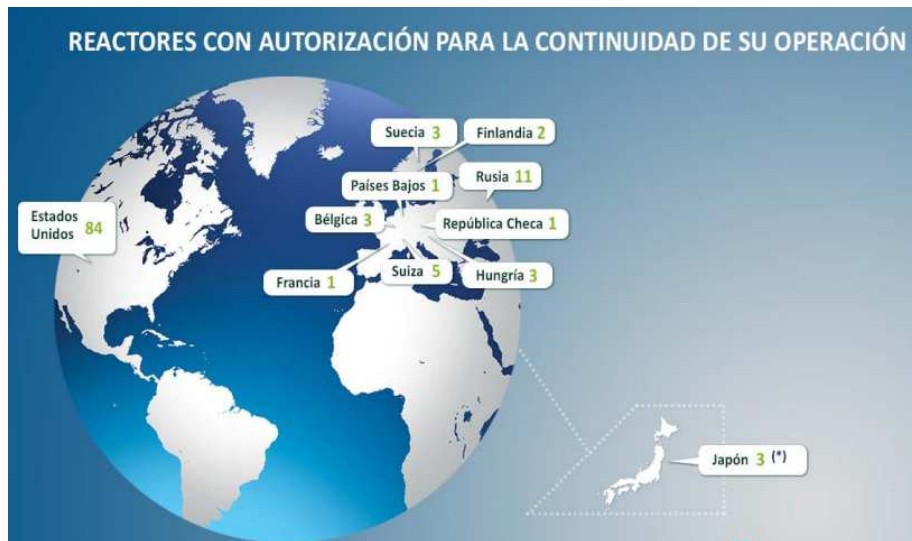 REACTORES CON AUTORIZACIÓN PARA LA CONTINUIDAD DE SU OPERACIÓN
Suecia 3
Finlandia 2
Países Bajos 1
Rusia 11
Estados
Unidos 84
Bélgica 3
República Checa 1
Francia 1
Suiza 5
Hungría 3
Japón 3 (*)